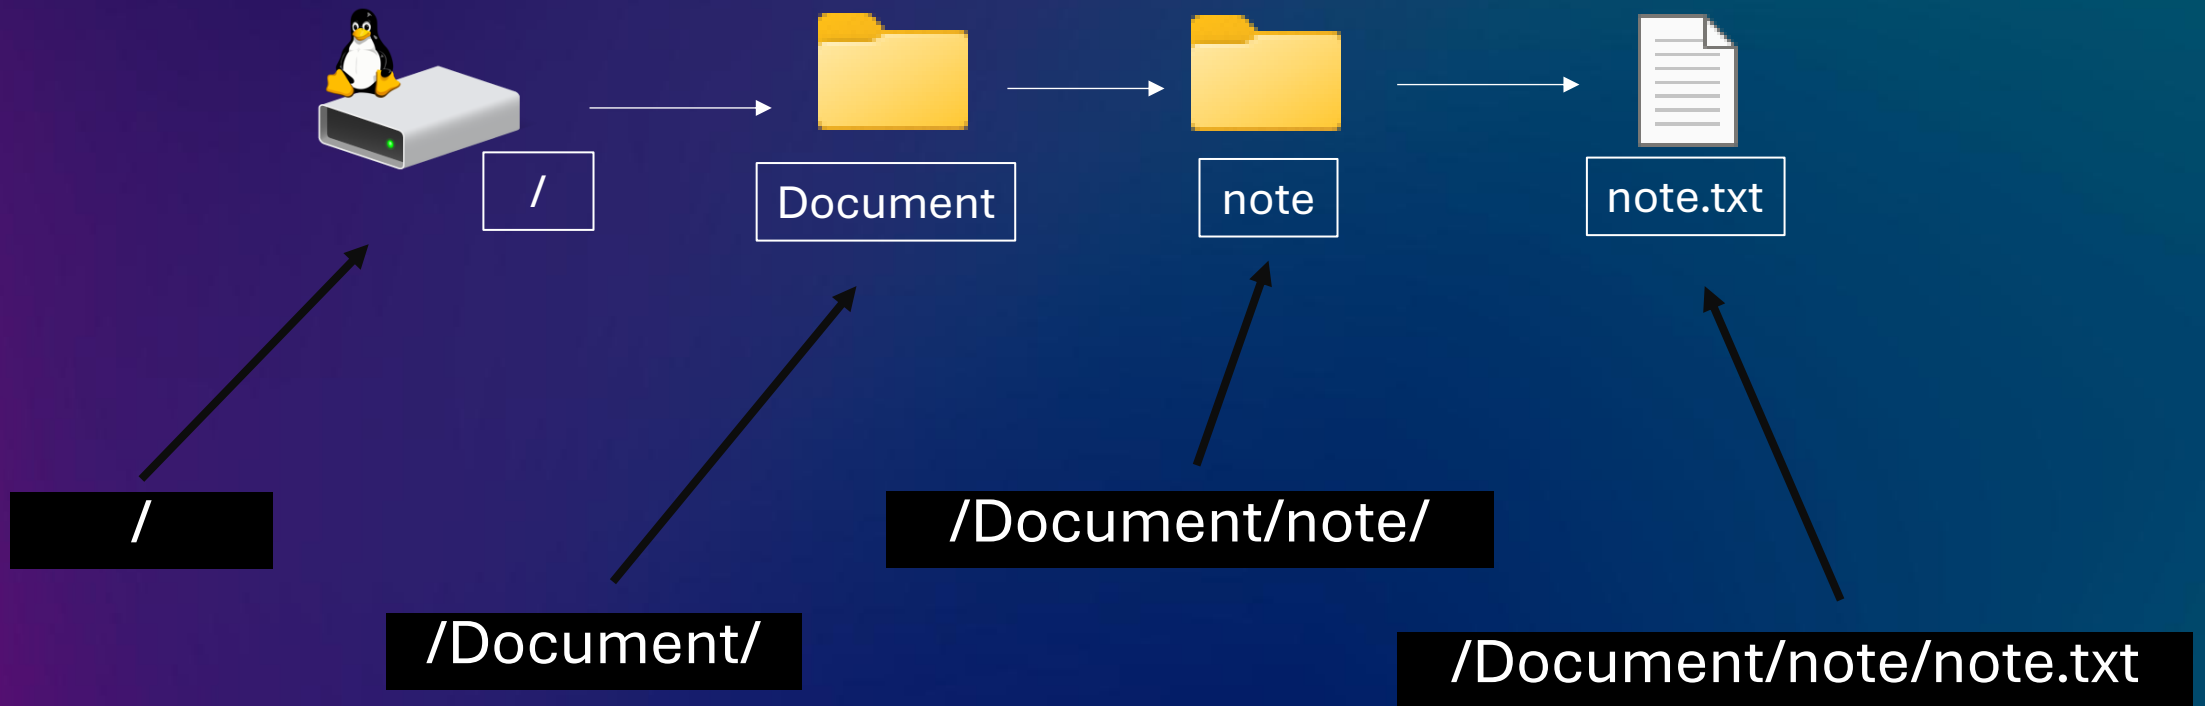 /
Document
note
note.txt
/
/Document/note/
/Document/
/Document/note/note.txt